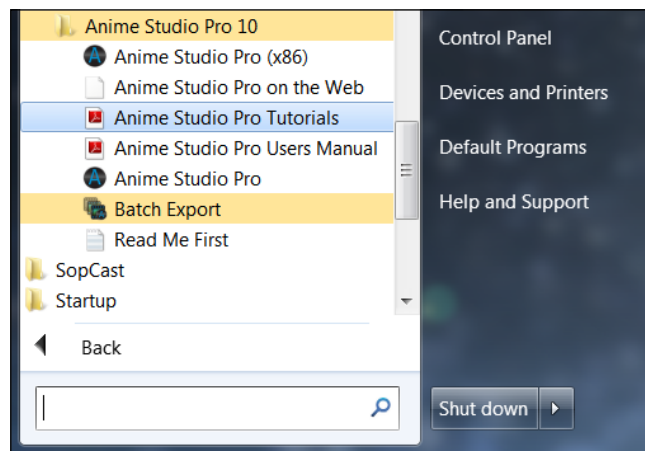 Anime Studio Pro 10
Anime Studio Pro (x86)
Anime Studio Pro on the Web
Anime Studio Pro Tutorials
Anime Studio Pro Users Manual
Anime Studio Pro
Batch Export
Read Me First
SopCast
Startup
Back
Control Panel
Devices and Printers
Default Programs
Help and Support
Shut down